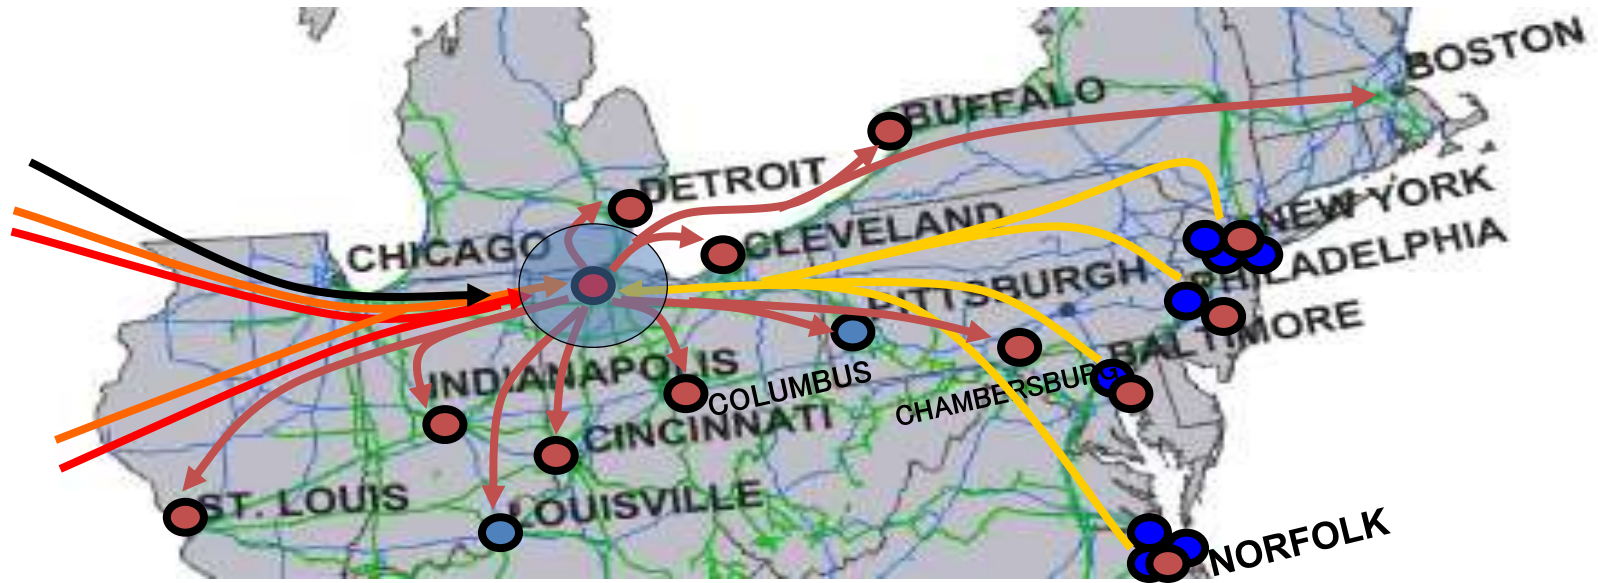 BOSTON
BUFFALO
DETROIT
NEW YORK
CHICAGO
CLEVELAND
PHILADELPHIA
PITTSBURGH
BALTIMORE
INDIANAPOLIS
COLUMBUS
CHAMBERSBURG
CINCINNATI
ST. LOUIS
LOUISVILLE
NORFOLK